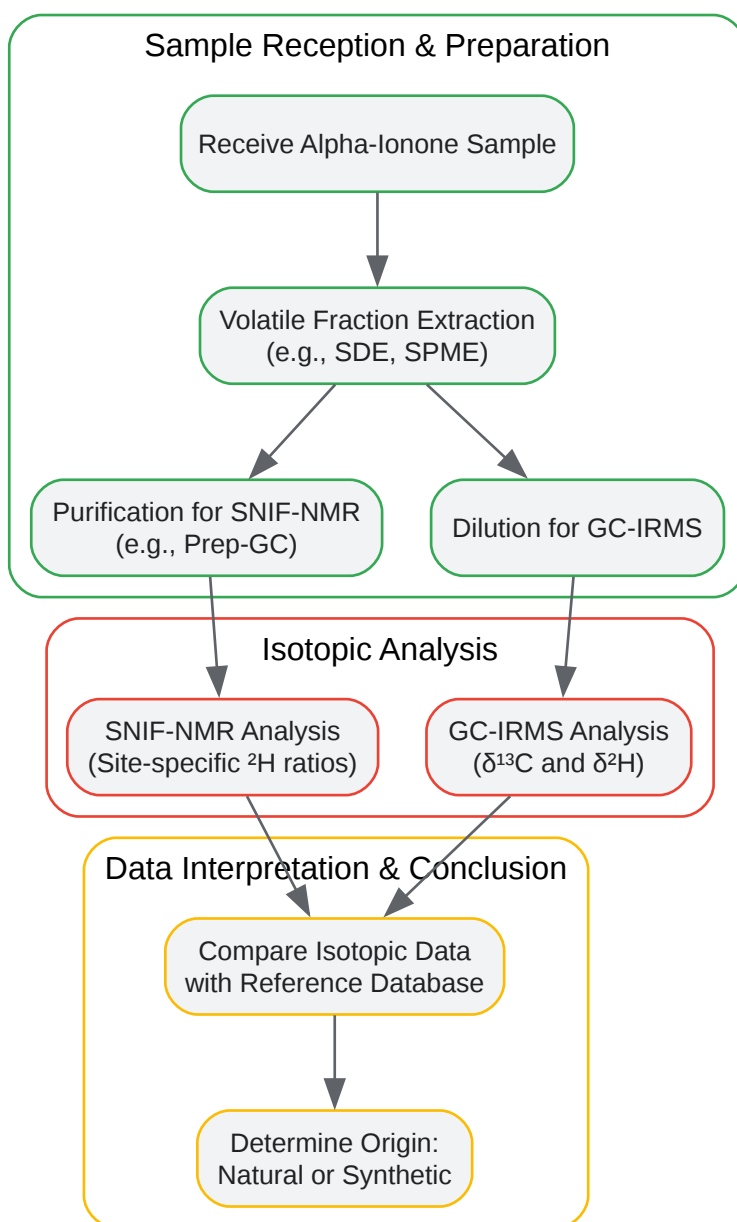 Sample Reception & Preparation
Receive Alpha-Ionone Sample
Volatile Fraction Extraction
(e.g., SDE, SPME)
Purification for SNIF-NMR
(e.g., Prep-GC)
Dilution for GC-IRMS
Isotopic Analysis
SNIF-NMR Analysis
(Site-specific ²H ratios)
GC-IRMS Analysis
(δ¹³C and δ²H)
Data Interpretation & Conclusion
Compare Isotopic Data
with Reference Database
Determine Origin:
Natural or Synthetic